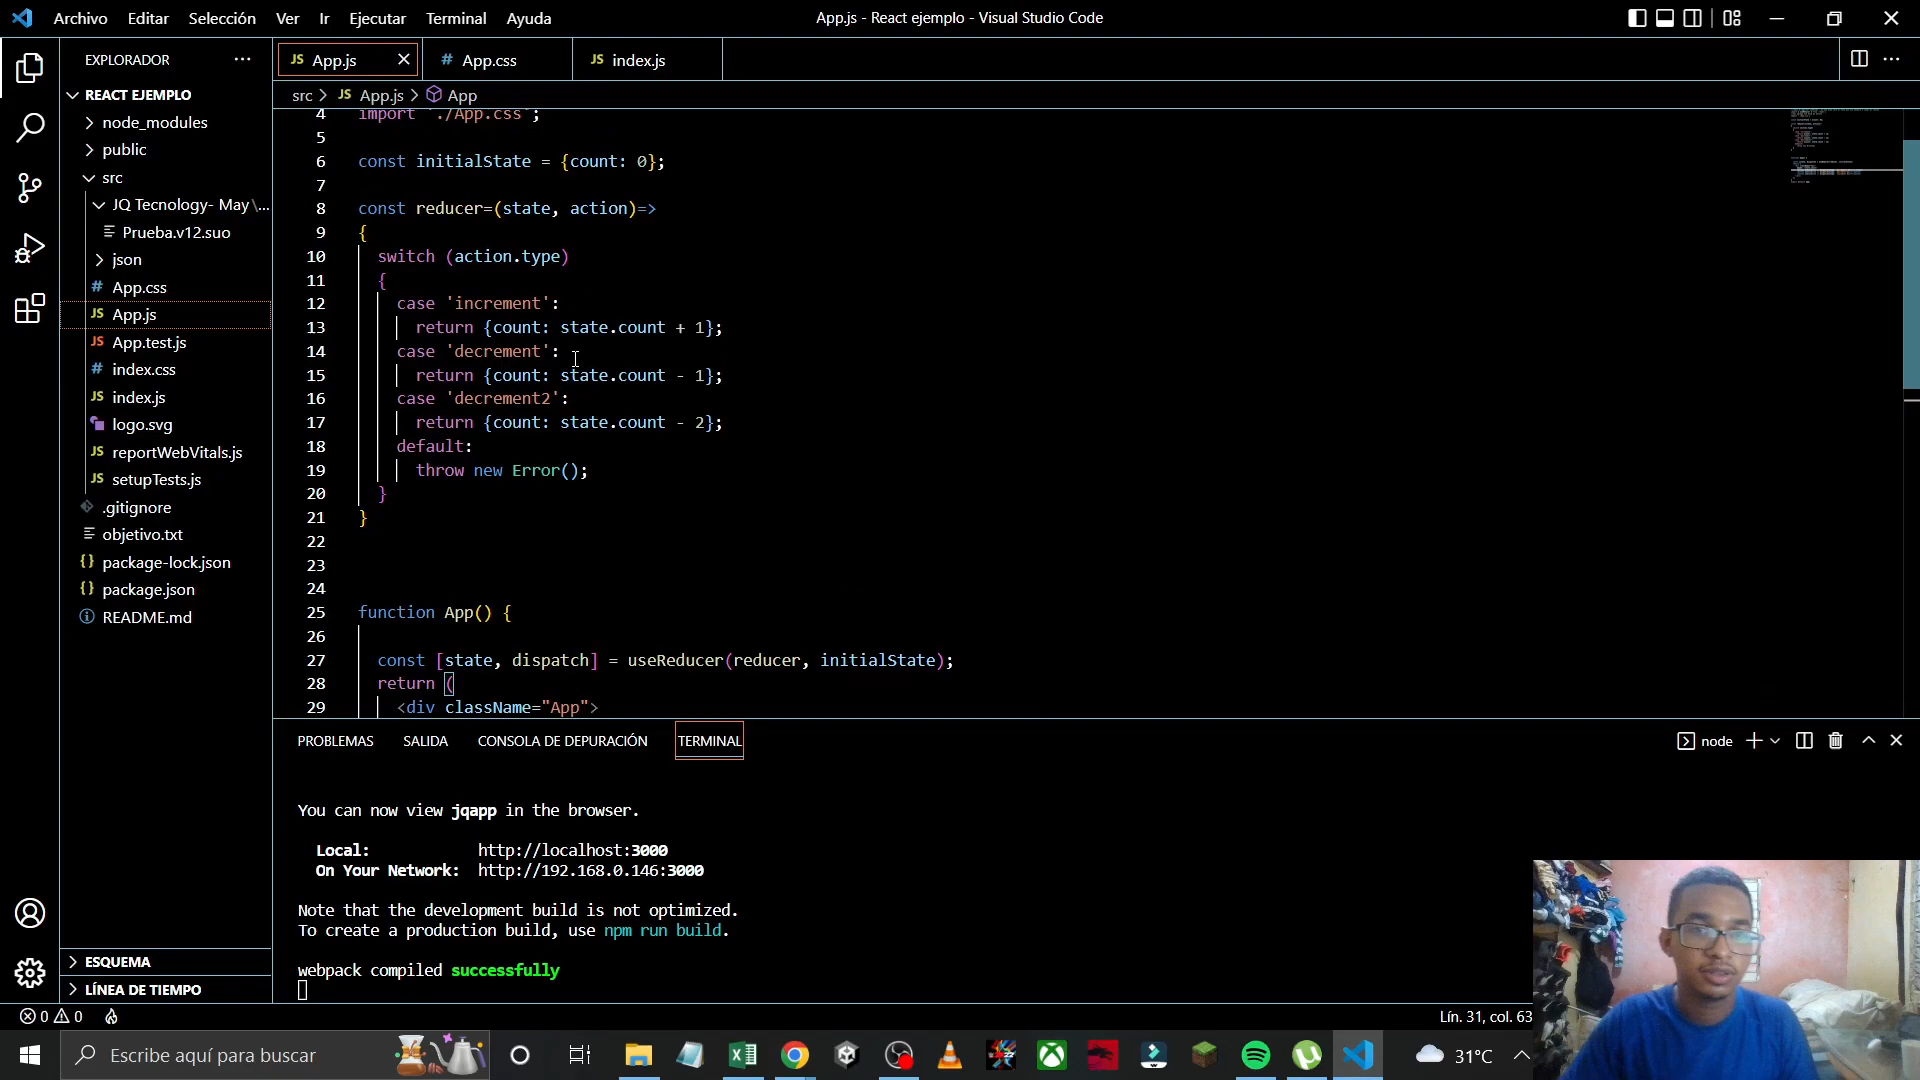 Archivo Editar Selección Ver Ir Ejecutar Terminal Ayuda
App.js - React ejemplo - Visual Studio Code
EXPLORADOR
REACT EJEMPLO
node_modules
public
src
JQ Tecnology- May \...
Prueba.v12.suo
json
# App.css
JS App.js
JS App.test.js
# index.css
JS index.js
logo.svg
JS reportWebVitals.js
JS setupTests.js
.gitignore
objetivo.txt
{} package-lock.json
{} package.json
README.md
ESQUEMA
LÍNEA DE TIEMPO
JS App.js
# App.css
JS index.js
src > JS App.js > App
4 import './App.css';
5
6 const initialState = {count: 0};
7
8 const reducer=(state, action)=>
9 {
10 switch (action.type)
11 {
12 case 'increment':
13 return {count: state.count + 1};
14 case 'decrement':
15 return {count: state.count - 1};
16 case 'decrement2':
17 return {count: state.count - 2};
18 default:
19 throw new Error();
20 }
21 }
22
23
24
25 function App() {
26
27 const [state, dispatch] = useReducer(reducer, initialState);
28 return (
29 <div className="App">
PROBLEMAS SALIDA CONSOLA DE DEPURACIÓN TERMINAL
node
You can now view jqapp in the browser.
Local: http://localhost:3000
On Your Network: http://192.168.0.146:3000
Note that the development build is not optimized.
To create a production build, use npm run build.
webpack compiled successfully
0 0
Lín. 31, col. 63
Escribe aquí para buscar
31°C